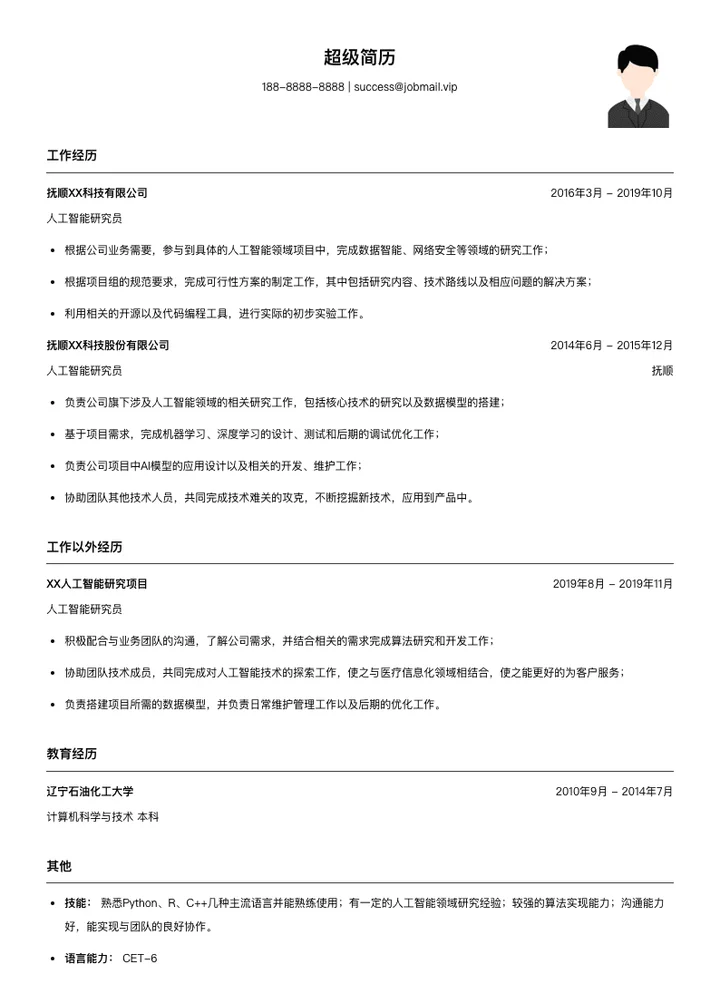 超级简历
188-8888-8888 | success@jobmail.vip
工作经历
抚顺XX科技有限公司 2016年3月 - 2019年10月
人工智能研究员
• 根据公司业务需要，参与到具体的人工智能领域项目中，完成数据智能、网络安全等领域的研究工作；
• 根据项目组的规范要求，完成可行性方案的制定工作，其中包括研究内容、技术路线以及相应问题的解决方案；
• 利用相关的开源以及代码编程工具，进行实际的初步实验工作。
抚顺XX科技股份有限公司 2014年6月 - 2015年12月
人工智能研究员 抚顺
• 负责公司旗下涉及人工智能领域的相关研究工作，包括核心技术的研究以及数据模型的搭建；
• 基于项目需求，完成机器学习、深度学习的设计、测试和后期的调试优化工作；
• 负责公司项目中AI模型的应用设计以及相关的开发、维护工作；
• 协助团队其他技术人员，共同完成技术难关的攻克，不断挖掘新技术，应用到产品中。
工作以外经历
XX人工智能研究项目 2019年8月 - 2019年11月
人工智能研究员
• 积极配合与业务团队的沟通，了解公司需求，并结合相关的需求完成算法研究和开发工作；
• 协助团队技术成员，共同完成对人工智能技术的探索工作，使之与医疗信息化领域相结合，使之能更好的为客户服务；
• 负责搭建项目所需的数据模型，并负责日常维护管理工作以及后期的优化工作。
教育经历
辽宁石油化工大学 2010年9月 - 2014年7月
计算机科学与技术 本科
其他
• 技能： 熟悉Python、R、C++几种主流语言并能熟练使用；有一定的人工智能领域研究经验；较强的算法实现能力；沟通能力
好，能实现与团队的良好协作。
• 语言能力： CET-6